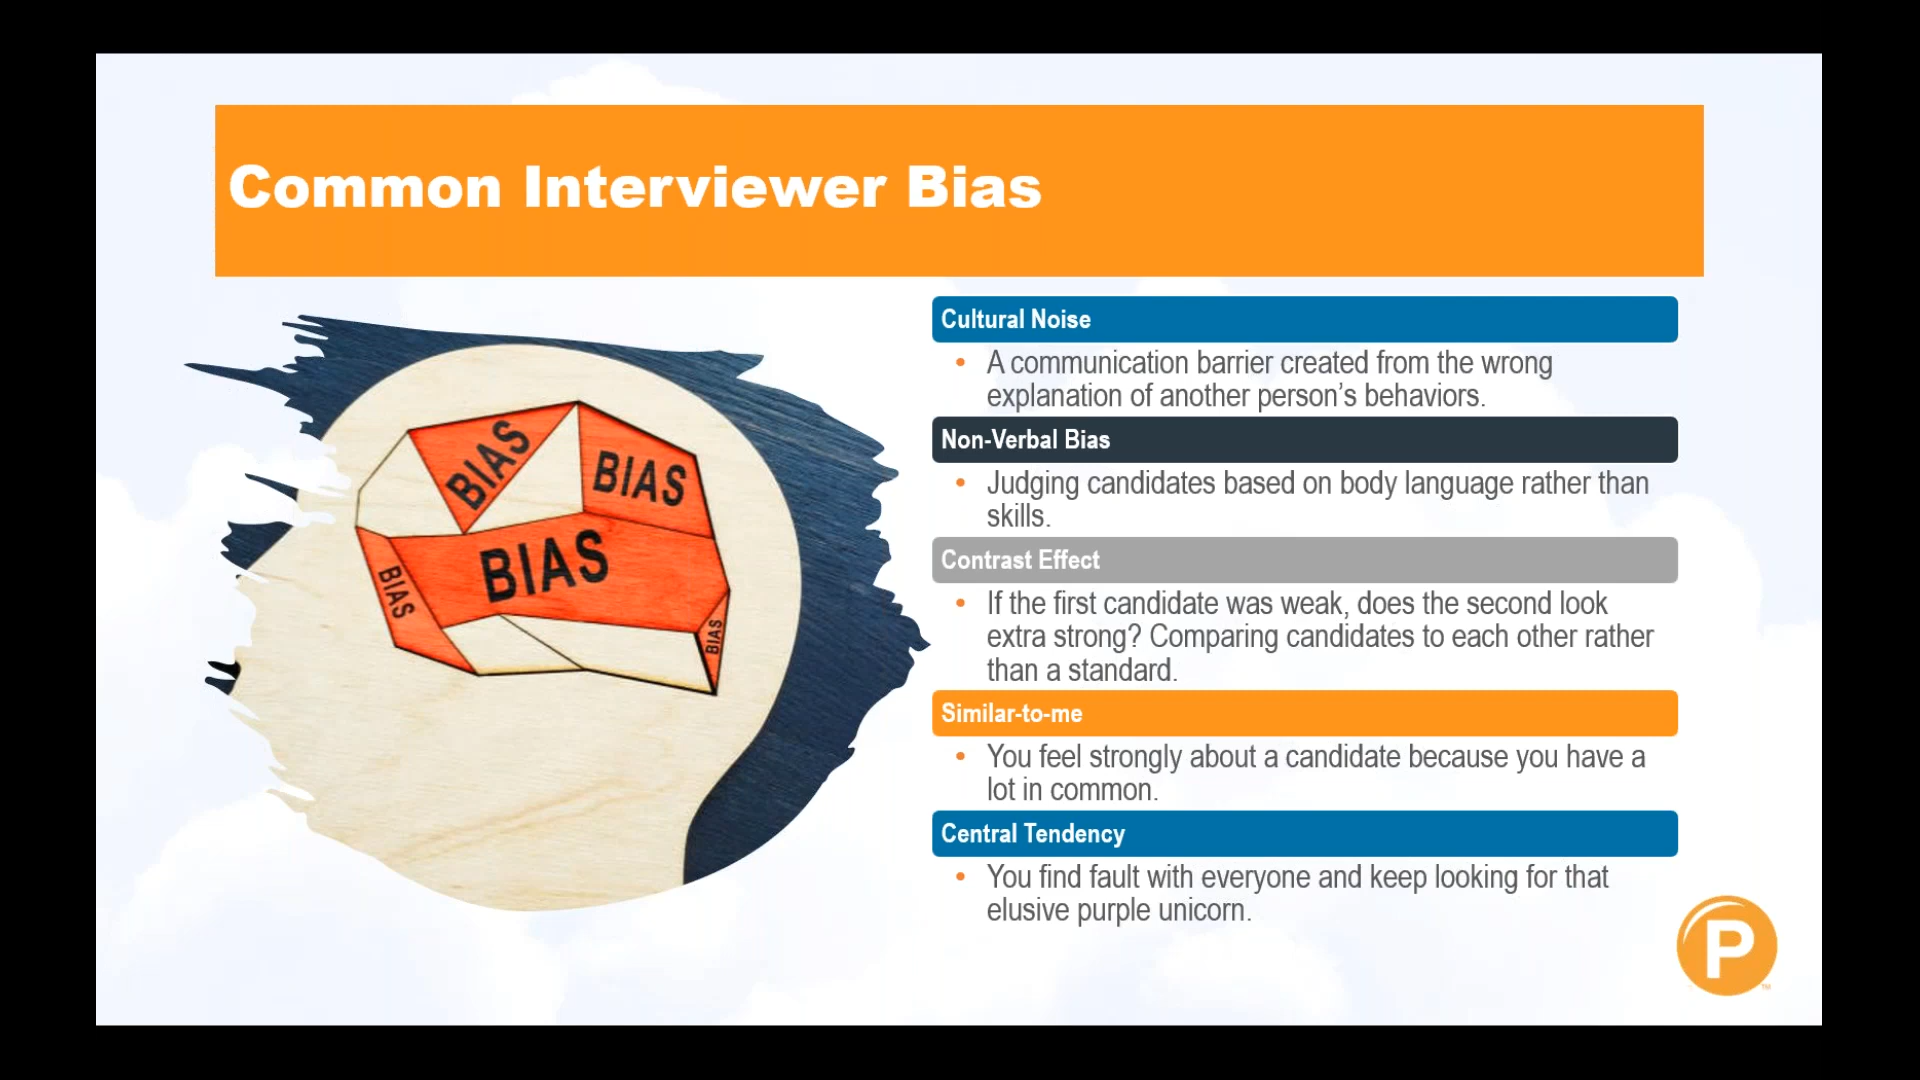 Common Interviewer Bias
BIAS
BIAS
BIAS
BIAS
BIAS
Cultural Noise
• A communication barrier created from the wrong
explanation of another person’s behaviors.
Non-Verbal Bias
• Judging candidates based on body language rather than
skills.
Contrast Effect
• If the first candidate was weak, does the second look
extra strong? Comparing candidates to each other rather
than a standard.
Similar-to-me
• You feel strongly about a candidate because you have a
lot in common.
Central Tendency
• You find fault with everyone and keep looking for that
elusive purple unicorn.
P
TM